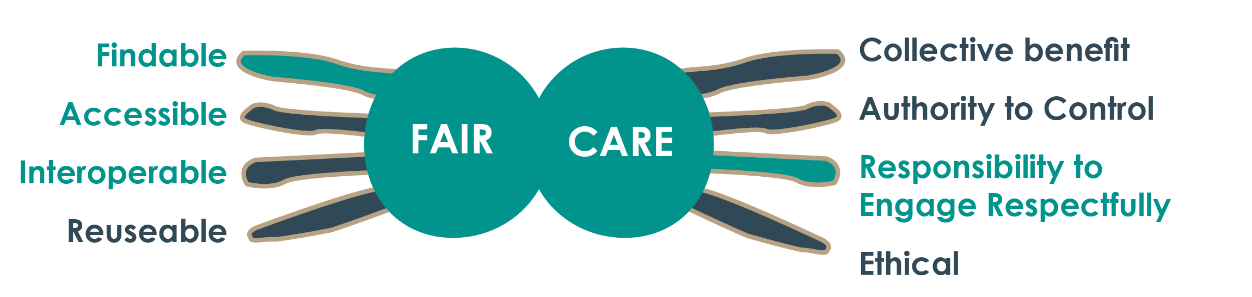 Findable
Accessible
Interoperable
Reuseable
FAIR
CARE
Collective benefit
Authority to Control
Responsibility to
Engage Respectfully
Ethical